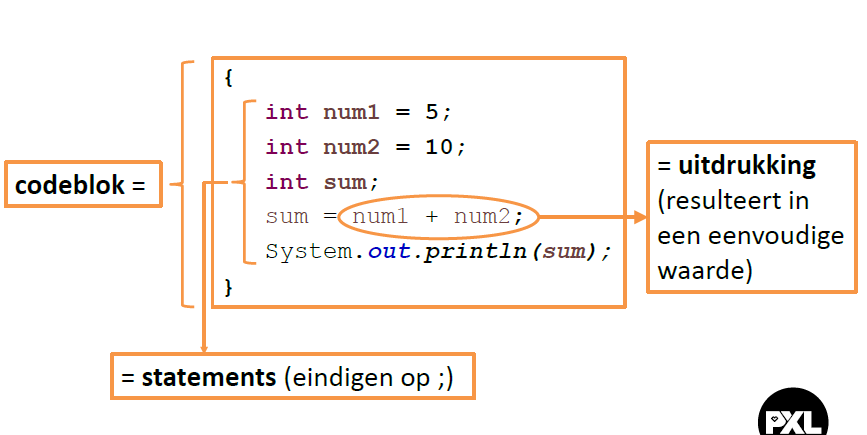 codeblok =
{
int num1 = 5;
int num2 = 10;
int sum;
sum = num1 + num2;
System.out.println(sum);
}
= uitdrukking
(resulteert in
een eenvoudige
waarde)
= statements (eindigen op ;)
PXL